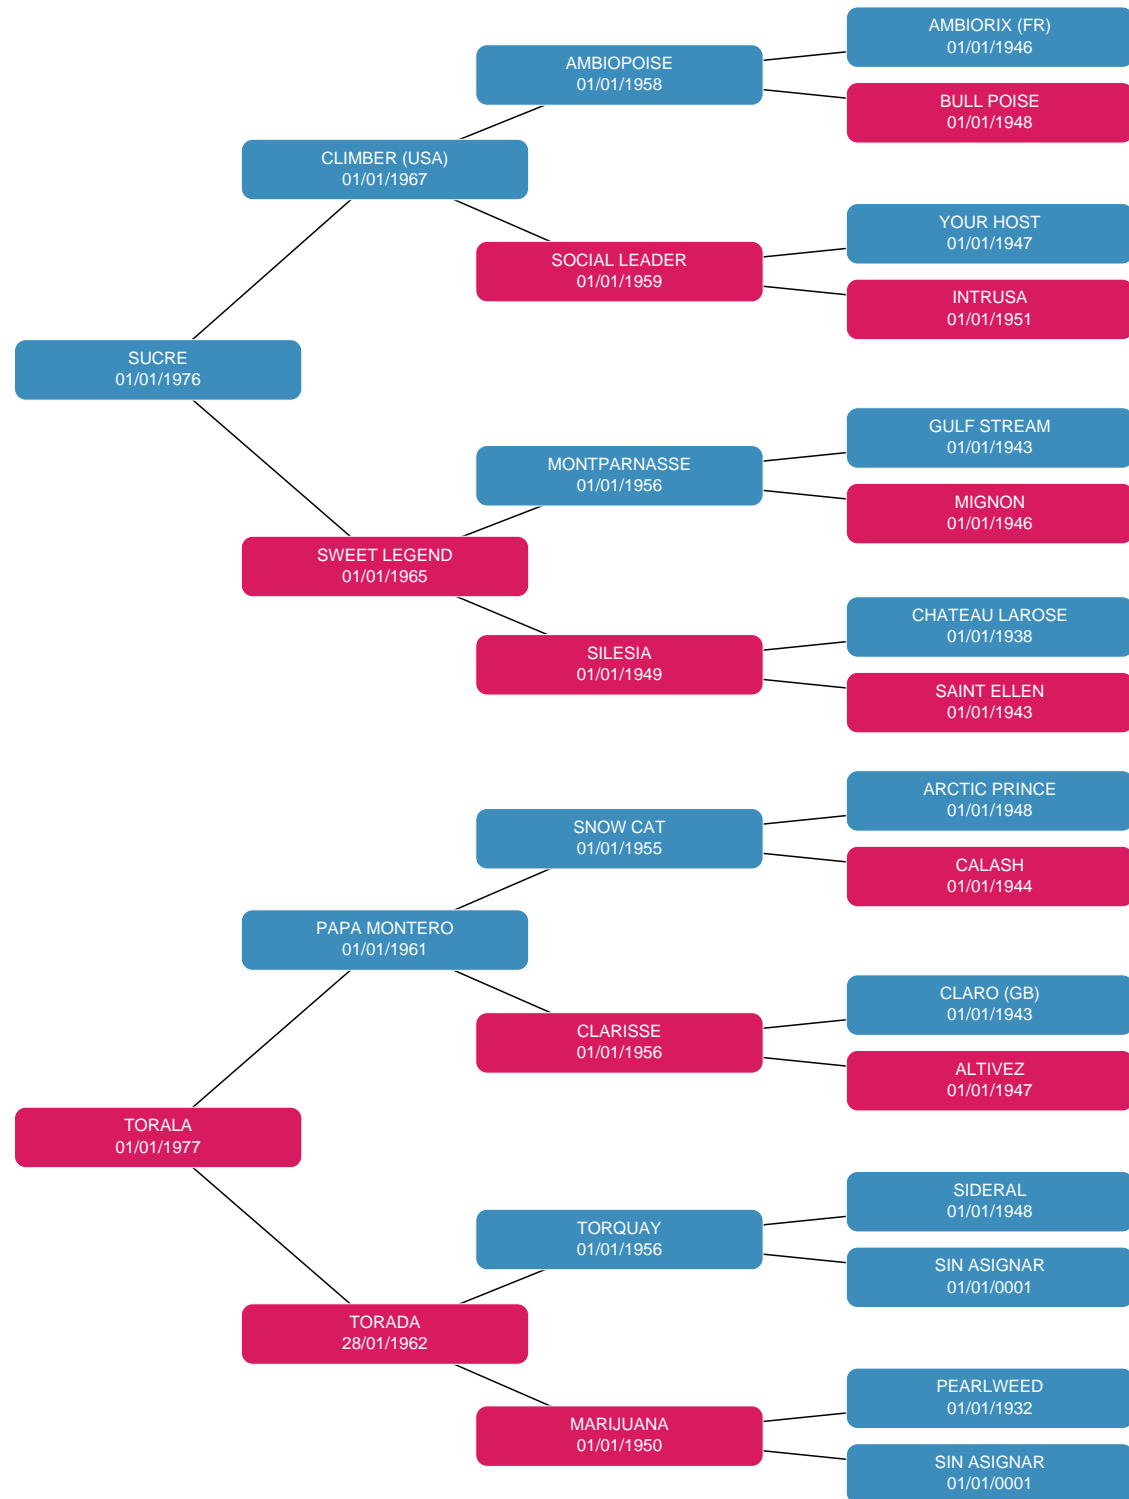 AMBIORIX (FR)
01/01/1946
AMBIOPOISE
01/01/1958
BULL POISE
01/01/1948
CLIMBER (USA)
01/01/1967
YOUR HOST
01/01/1947
SOCIAL LEADER
01/01/1959
INTRUSA
01/01/1951
SUCRE
01/01/1976
GULF STREAM
01/01/1943
MONTPARNASSE
01/01/1956
MIGNON
01/01/1946
SWEET LEGEND
01/01/1965
CHATEAU LAROSE
01/01/1938
SILESIA
01/01/1949
SAINT ELLEN
01/01/1943
ARCTIC PRINCE
01/01/1948
SNOW CAT
01/01/1955
CALASH
01/01/1944
PAPA MONTERO
01/01/1961
CLARO (GB)
01/01/1943
CLARISSE
01/01/1956
ALTIVEZ
01/01/1947
TORALA
01/01/1977
SIDERAL
01/01/1948
TORQUAY
01/01/1956
SIN ASIGNAR
01/01/0001
TORADA
28/01/1962
PEARLWEED
01/01/1932
MARIJUANA
01/01/1950
SIN ASIGNAR
01/01/0001